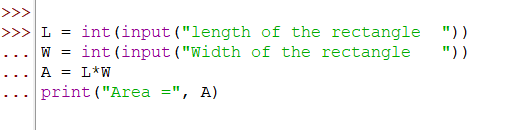 >>>
>>> L = int(input("length of the rectangle  "))
... W = int(input("Width of the rectangle   "))
... A = L*W
... print("Area =", A)